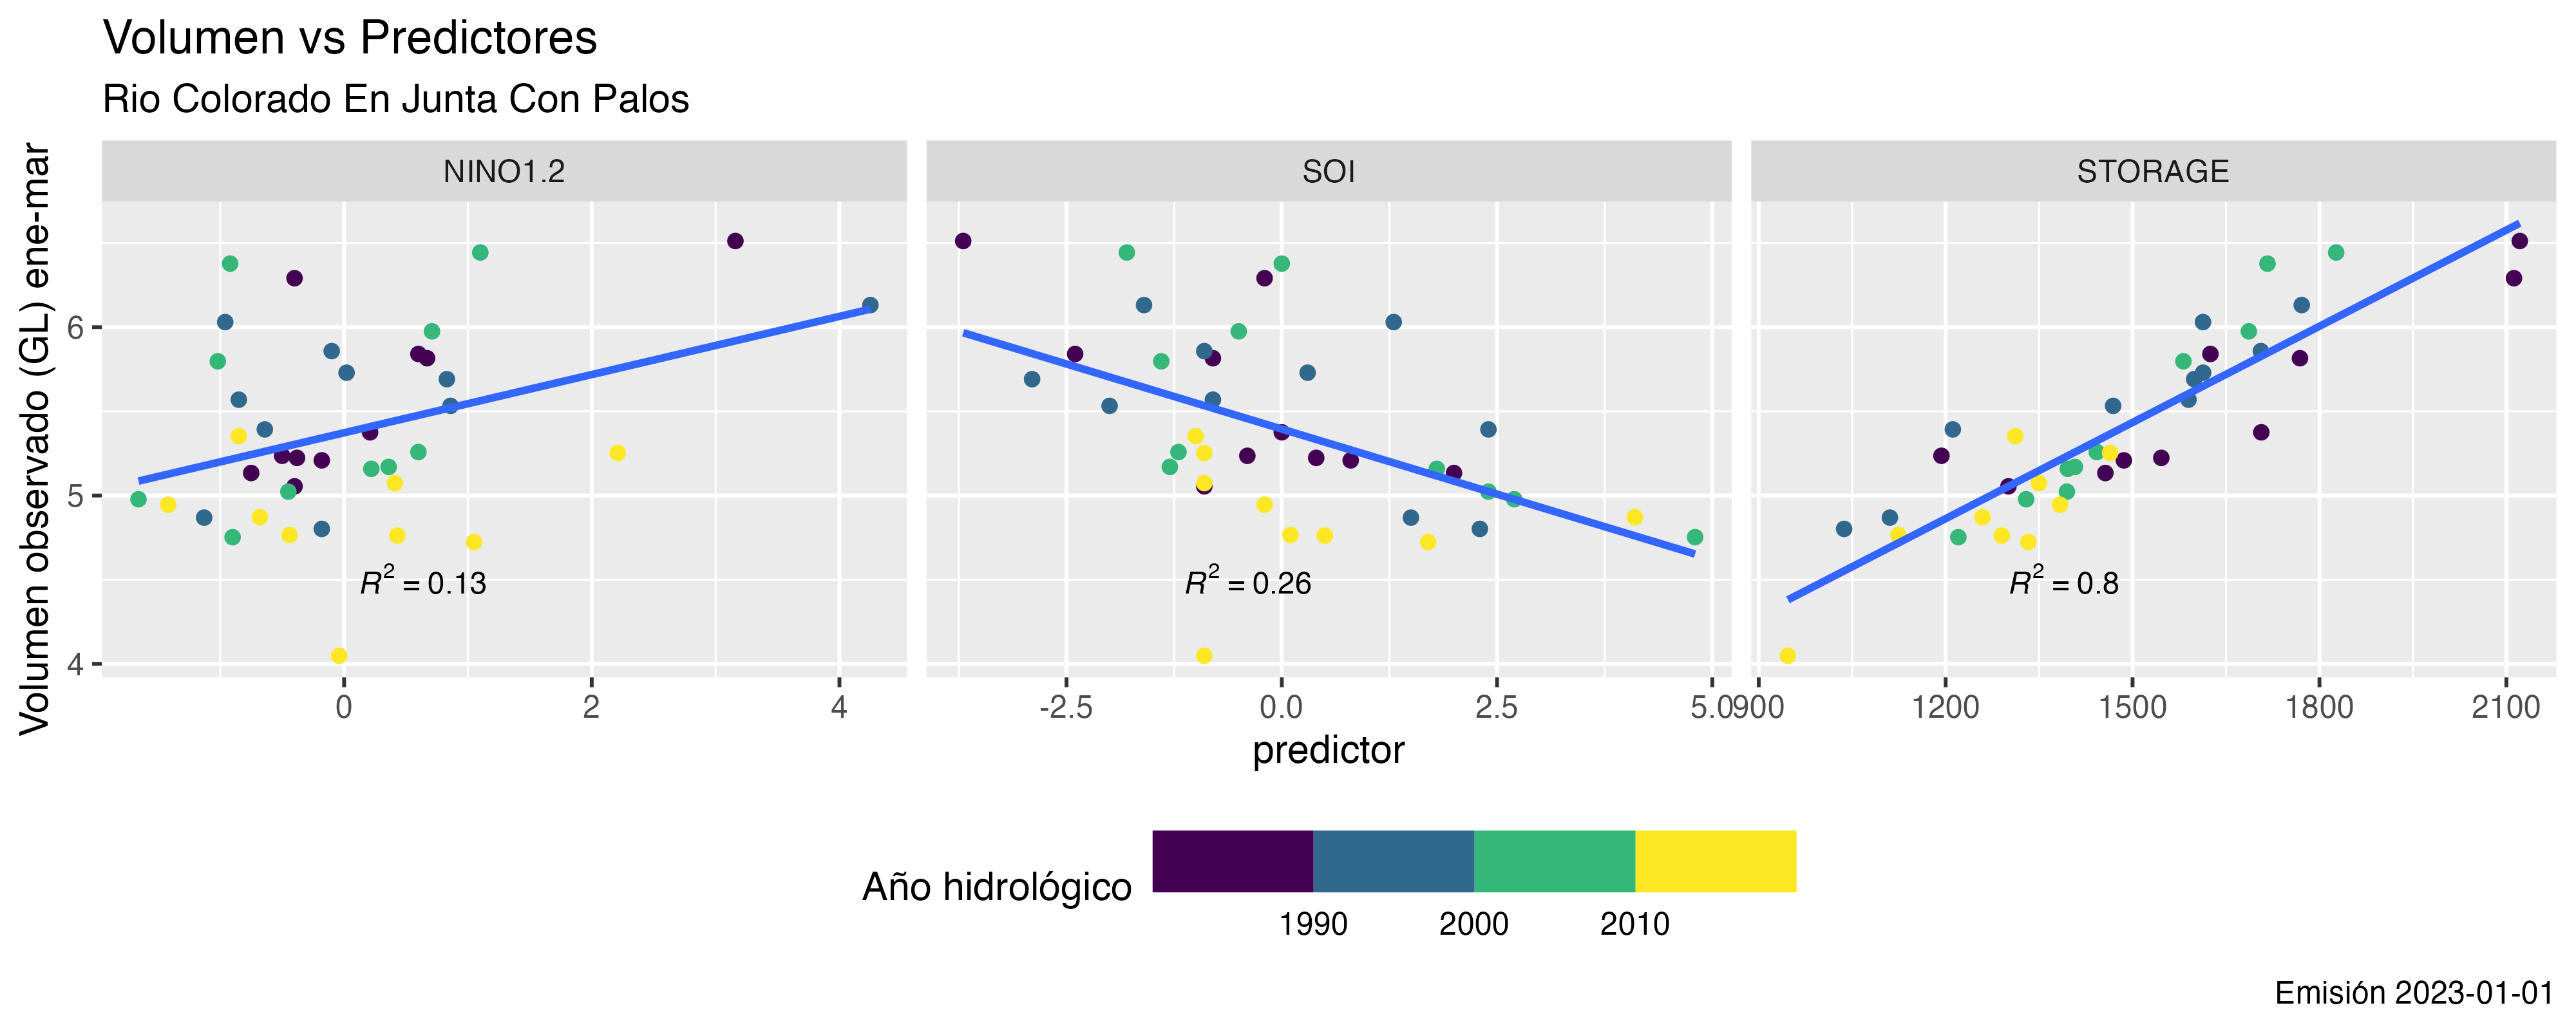 Volumen vs Predictores
Rio Colorado En Junta Con Palos
Volumen observado (GL) ene-mar
NINO1.2 SOI STORAGE
6
5
4
R² = 0.13 R² = 0.26 R² = 0.8
0 2 4 -2.5 0.0 2.5 5.0 900 1200 1500 1800 2100
predictor
Año hidrológico
1990 2000 2010
Emisión 2023-01-01